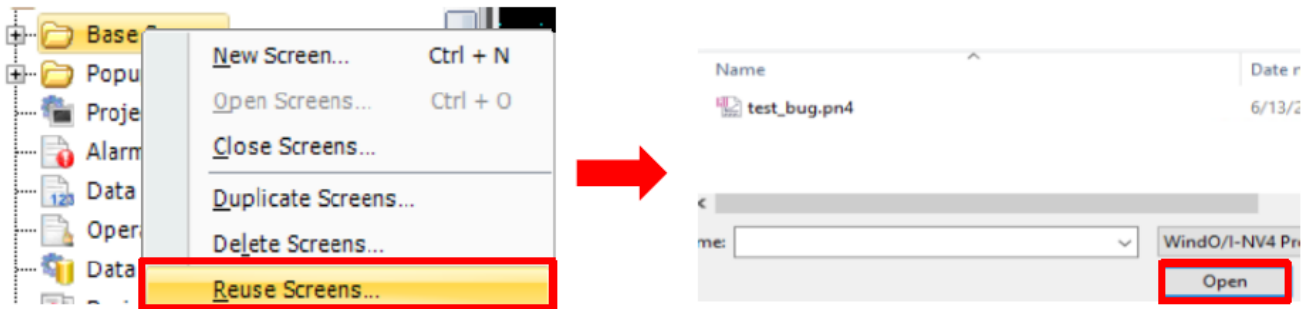 Base
Popu
Proje
Alarm
Data
Opera
Data
New Screen... Ctrl + N
Open Screens... Ctrl + O
Close Screens...
Duplicate Screens...
Delete Screens...
Reuse Screens...
Name Date
test_bug.pn4 6/13/2
me:
WindO/I-NV4 Pr
Open